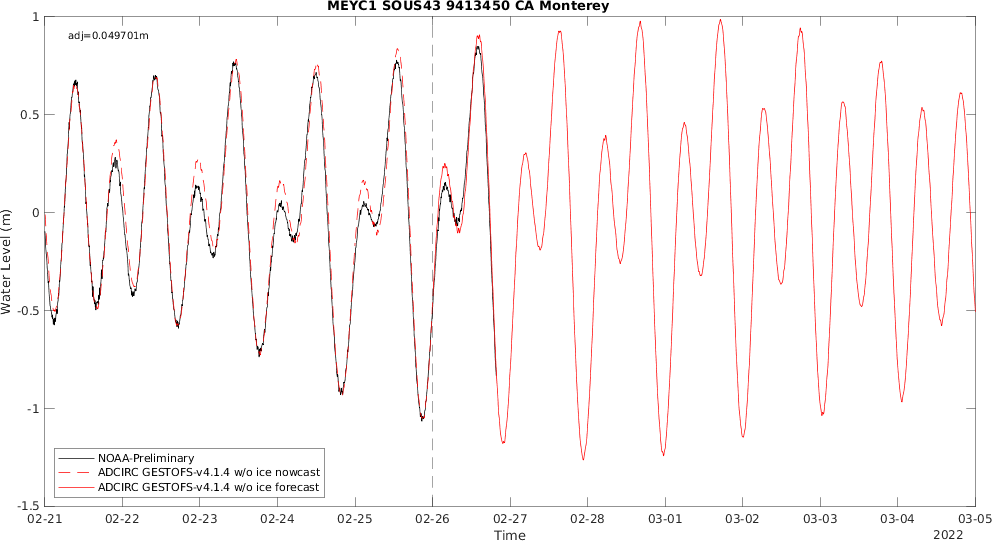 MEYC1 SOUS43 9413450 CA Monterey
adj=0.049701m
1
0.5
0
-0.5
-1
-1.5
Water Level (m)
NOAA-Preliminary
ADCIRC GESTOFS-v4.1.4 w/o ice nowcast
ADCIRC GESTOFS-v4.1.4 w/o ice forecast
02-21 02-22 02-23 02-24 02-25 02-26 02-27 02-28 03-01 03-02 03-03 03-04 03-05
Time
2022